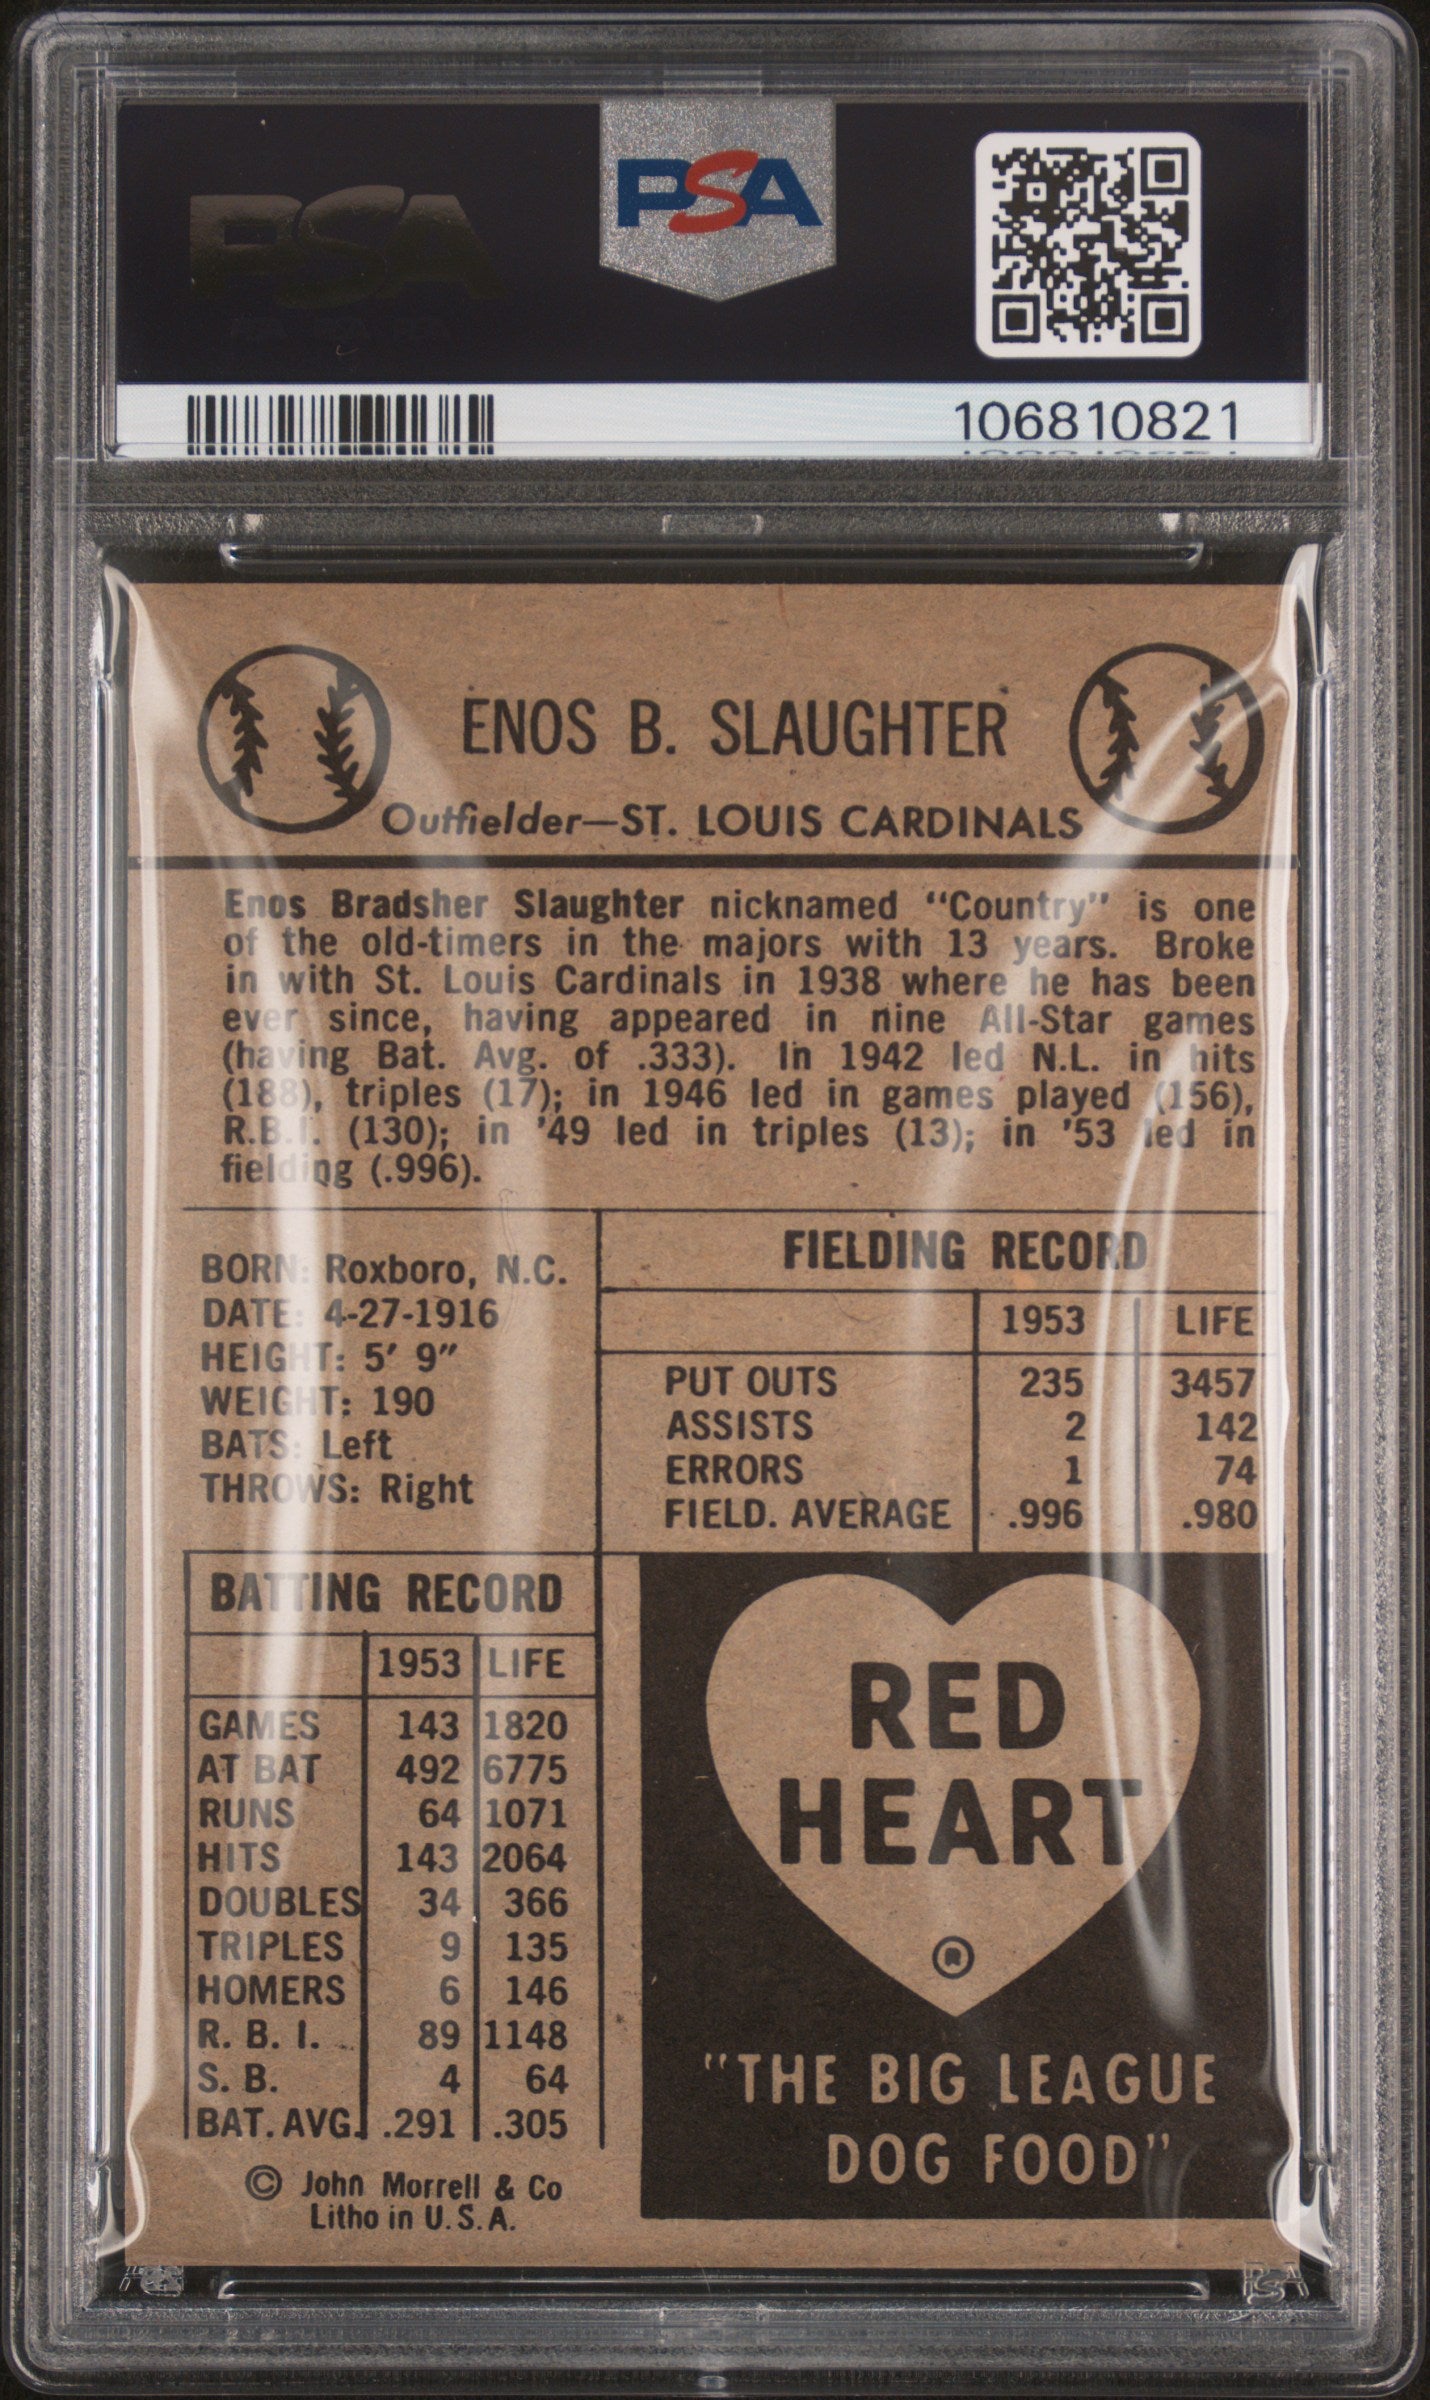 PSA
PSA
106810821
ENOS B. SLAUGHTER
Outfielder—ST. LOUIS CARDINALS
Enos Bradsher Slaughter nicknamed "Country" is one
of the old-timers in the majors with 13 years. Broke
in with St. Louis Cardinals in 1938 where he has been
ever since, having appeared in nine All-Star games
(having Bat. Avg. of .333). In 1942 led N.L. in hits
(188), triples (17); in 1946 led in games played (156),
R.B.I. (130); in '49 led in triples (13); in '53 led in
fielding (.996).
BORN: Roxboro, N.C.
DATE: 4-27-1916
HEIGHT: 5' 9"
WEIGHT: 190
BATS: Left
THROWS: Right
FIELDING RECORD
1953 LIFE
PUT OUTS 235 3457
ASSISTS 2 142
ERRORS 1 74
FIELD. AVERAGE .996 .980
BATTING RECORD
1953 LIFE
GAMES 143 1820
AT BAT 492 6775
RUNS 64 1071
HITS 143 2064
DOUBLES 34 366
TRIPLES 9 135
HOMERS 6 146
R. B. I. 89 1148
S. B. 4 64
BAT. AVG. .291 .305
© John Morrell & Co
Litho in U.S.A.
RED
HEART
®
"THE BIG LEAGUE
DOG FOOD"
PSA